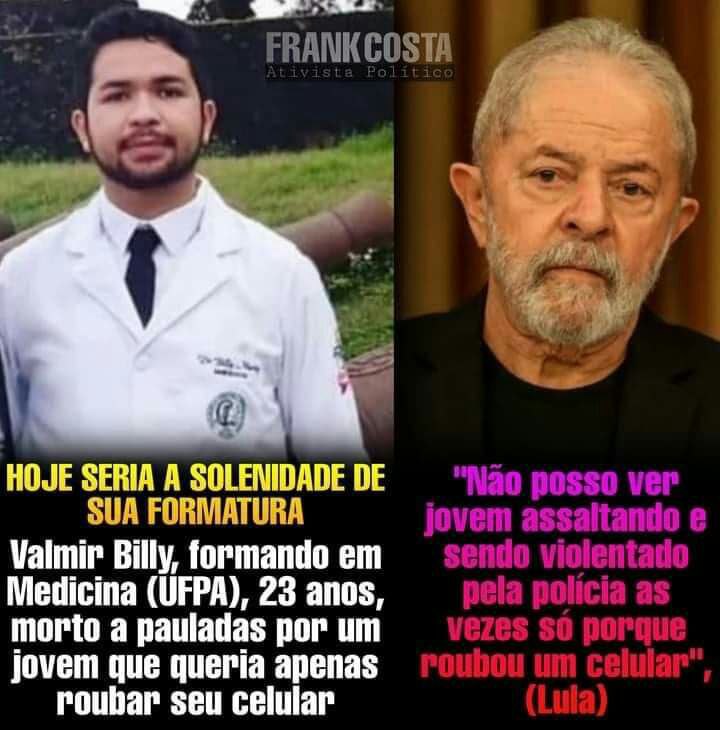 FRANK COSTA
Ativista Político
HOJE SERIA A SOLENIDADE DE
SUA FORMATURA
Valmir Billy, formando em
Medicina (UFPA), 23 anos,
morto a pauladas por um
jovem que queria apenas
roubar seu celular
"Não posso ver
jovem assaltando e
sendo violentado
pela polícia as
vezes só porque
roubou um celular",
(Lula)